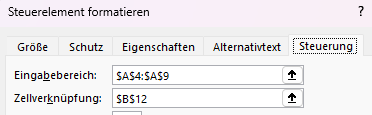 Steuerelement formatieren ?
Größe Schutz Eigenschaften Alternativtext Steuerung
Eingabebereich: $A$4:$A$9
Zellverknüpfung: $B$12